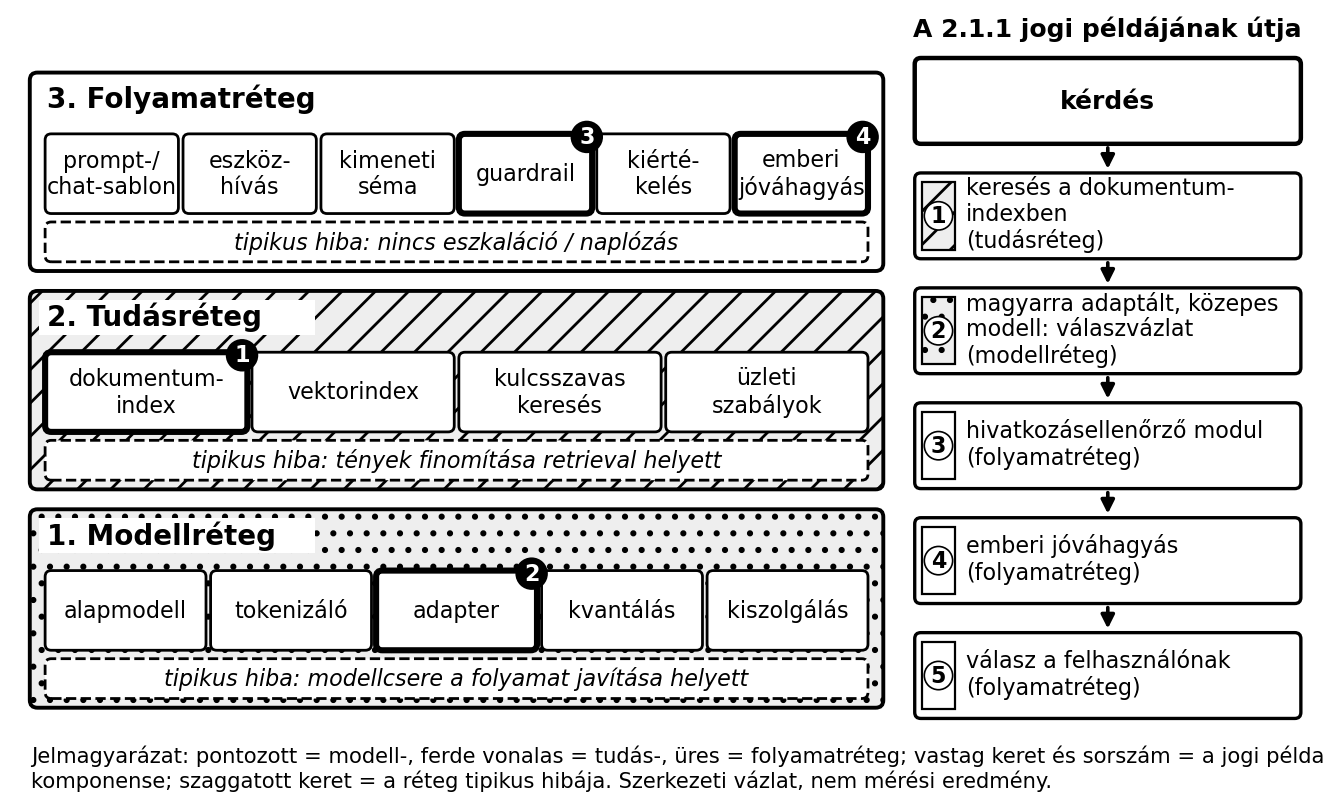 A 2.1.1 jogi példájának útja
3. Folyamatréteg
prompt-/
chat-sablon
eszköz-
hívás
kimeneti
séma
3
guardrail
kiérté-
kelés
4
emberi
jóváhagyás
tipikus hiba: nincs eszkaláció / naplózás
2. Tudásréteg
1
dokumentum-
index
vektorindex
kulcsszavas
keresés
üzleti
szabályok
tipikus hiba: tények finomítása retrieval helyett
1. Modellréteg
alapmodell
tokenizáló
2
adapter
kvantálás
kiszolgálás
tipikus hiba: modellcsere a folyamat javítása helyett
kérdés
1
keresés a dokumentum-
indexben
(tudásréteg)
2
magyarra adaptált, közepes
modell: válaszvázlat
(modellréteg)
3
hivatkozásellenőrző modul
(folyamatréteg)
4
emberi jóváhagyás
(folyamatréteg)
5
válasz a felhasználónak
(folyamatréteg)
Jelmagyarázat: pontozott = modell-, ferde vonalas = tudás-, üres = folyamatréteg; vastag keret és sorszám = a jogi példa
komponense; szaggatott keret = a réteg tipikus hibája. Szerkezeti vázlat, nem mérési eredmény.